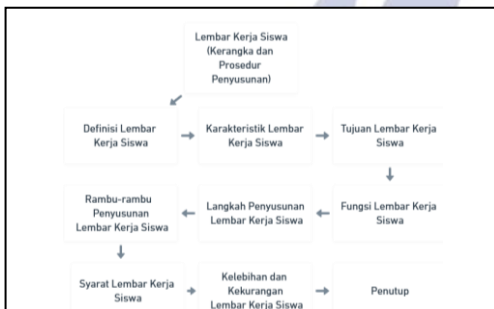 Lembar Kerja Siswa
(Kerangka dan
Prosedur
Penyusunan)
Definisi Lembar
Kerja Siswa
Karakteristik Lembar
Kerja Siswa
Tujuan Lembar Kerja
Siswa
Rambu-rambu
Penyusunan
Lembar Kerja Siswa
Langkah Penyusunan
Lembar Kerja Siswa
Fungsi Lembar Kerja
Siswa
Syarat Lembar Kerja
Siswa
Kelebihan dan
Kekurangan
Lembar Kerja Siswa
Penutup